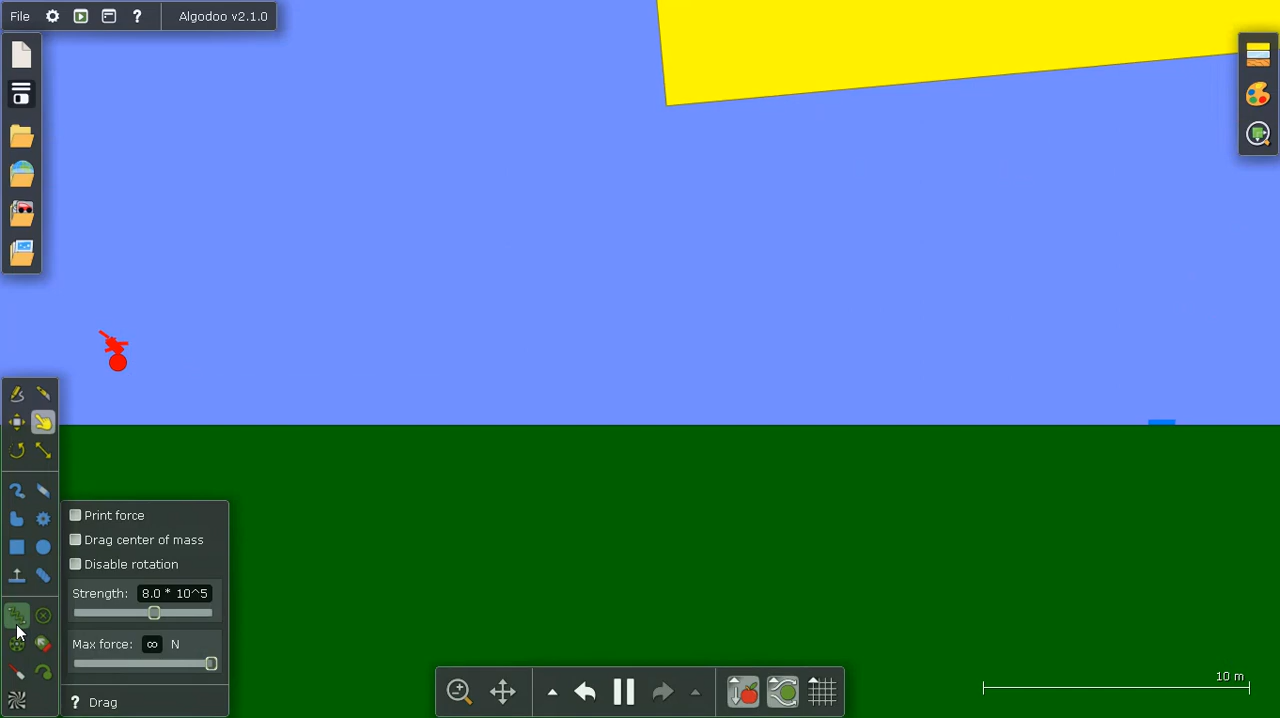 File
?
Algodoo v2.1.0
Print force
Drag center of mass
Disable rotation
Strength: 8.0 * 10^5
Max force: ∞ N
? Drag
10 m